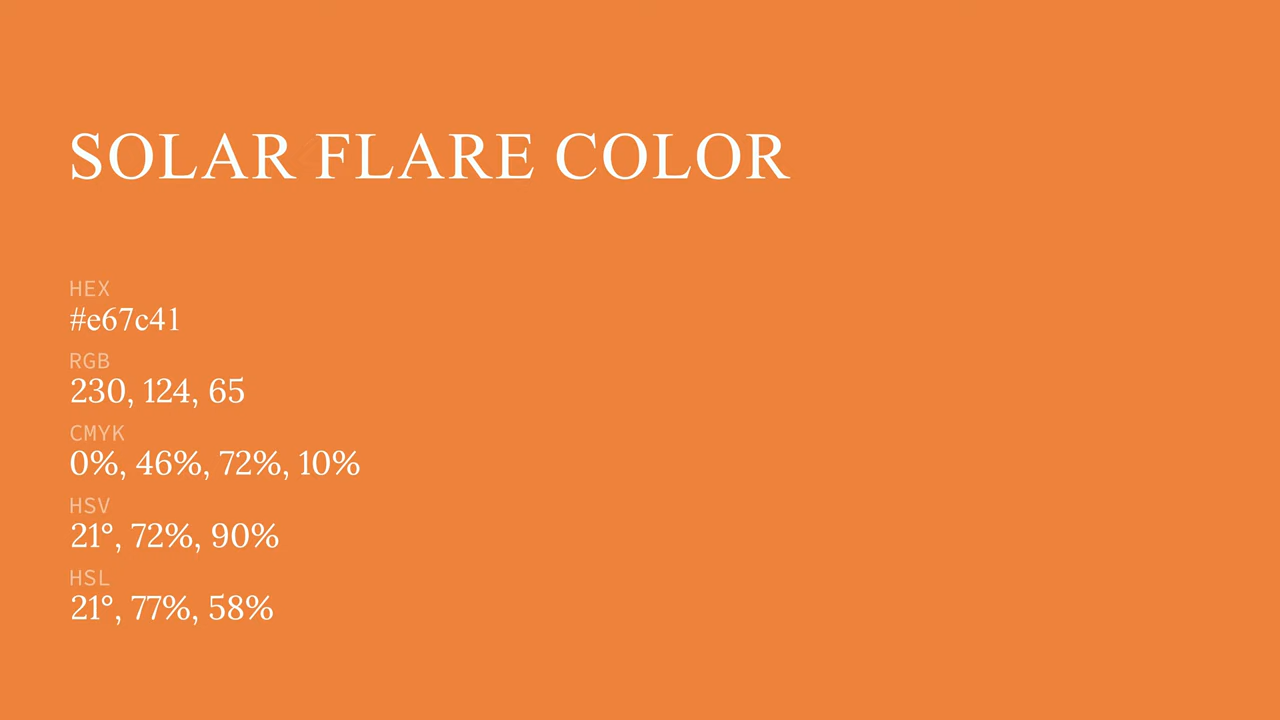 SOLAR FLARE COLOR
HEX
#e67c41
RGB
230, 124, 65
CMYK
0%, 46%, 72%, 10%
HSV
21°, 72%, 90%
HSL
21°, 77%, 58%